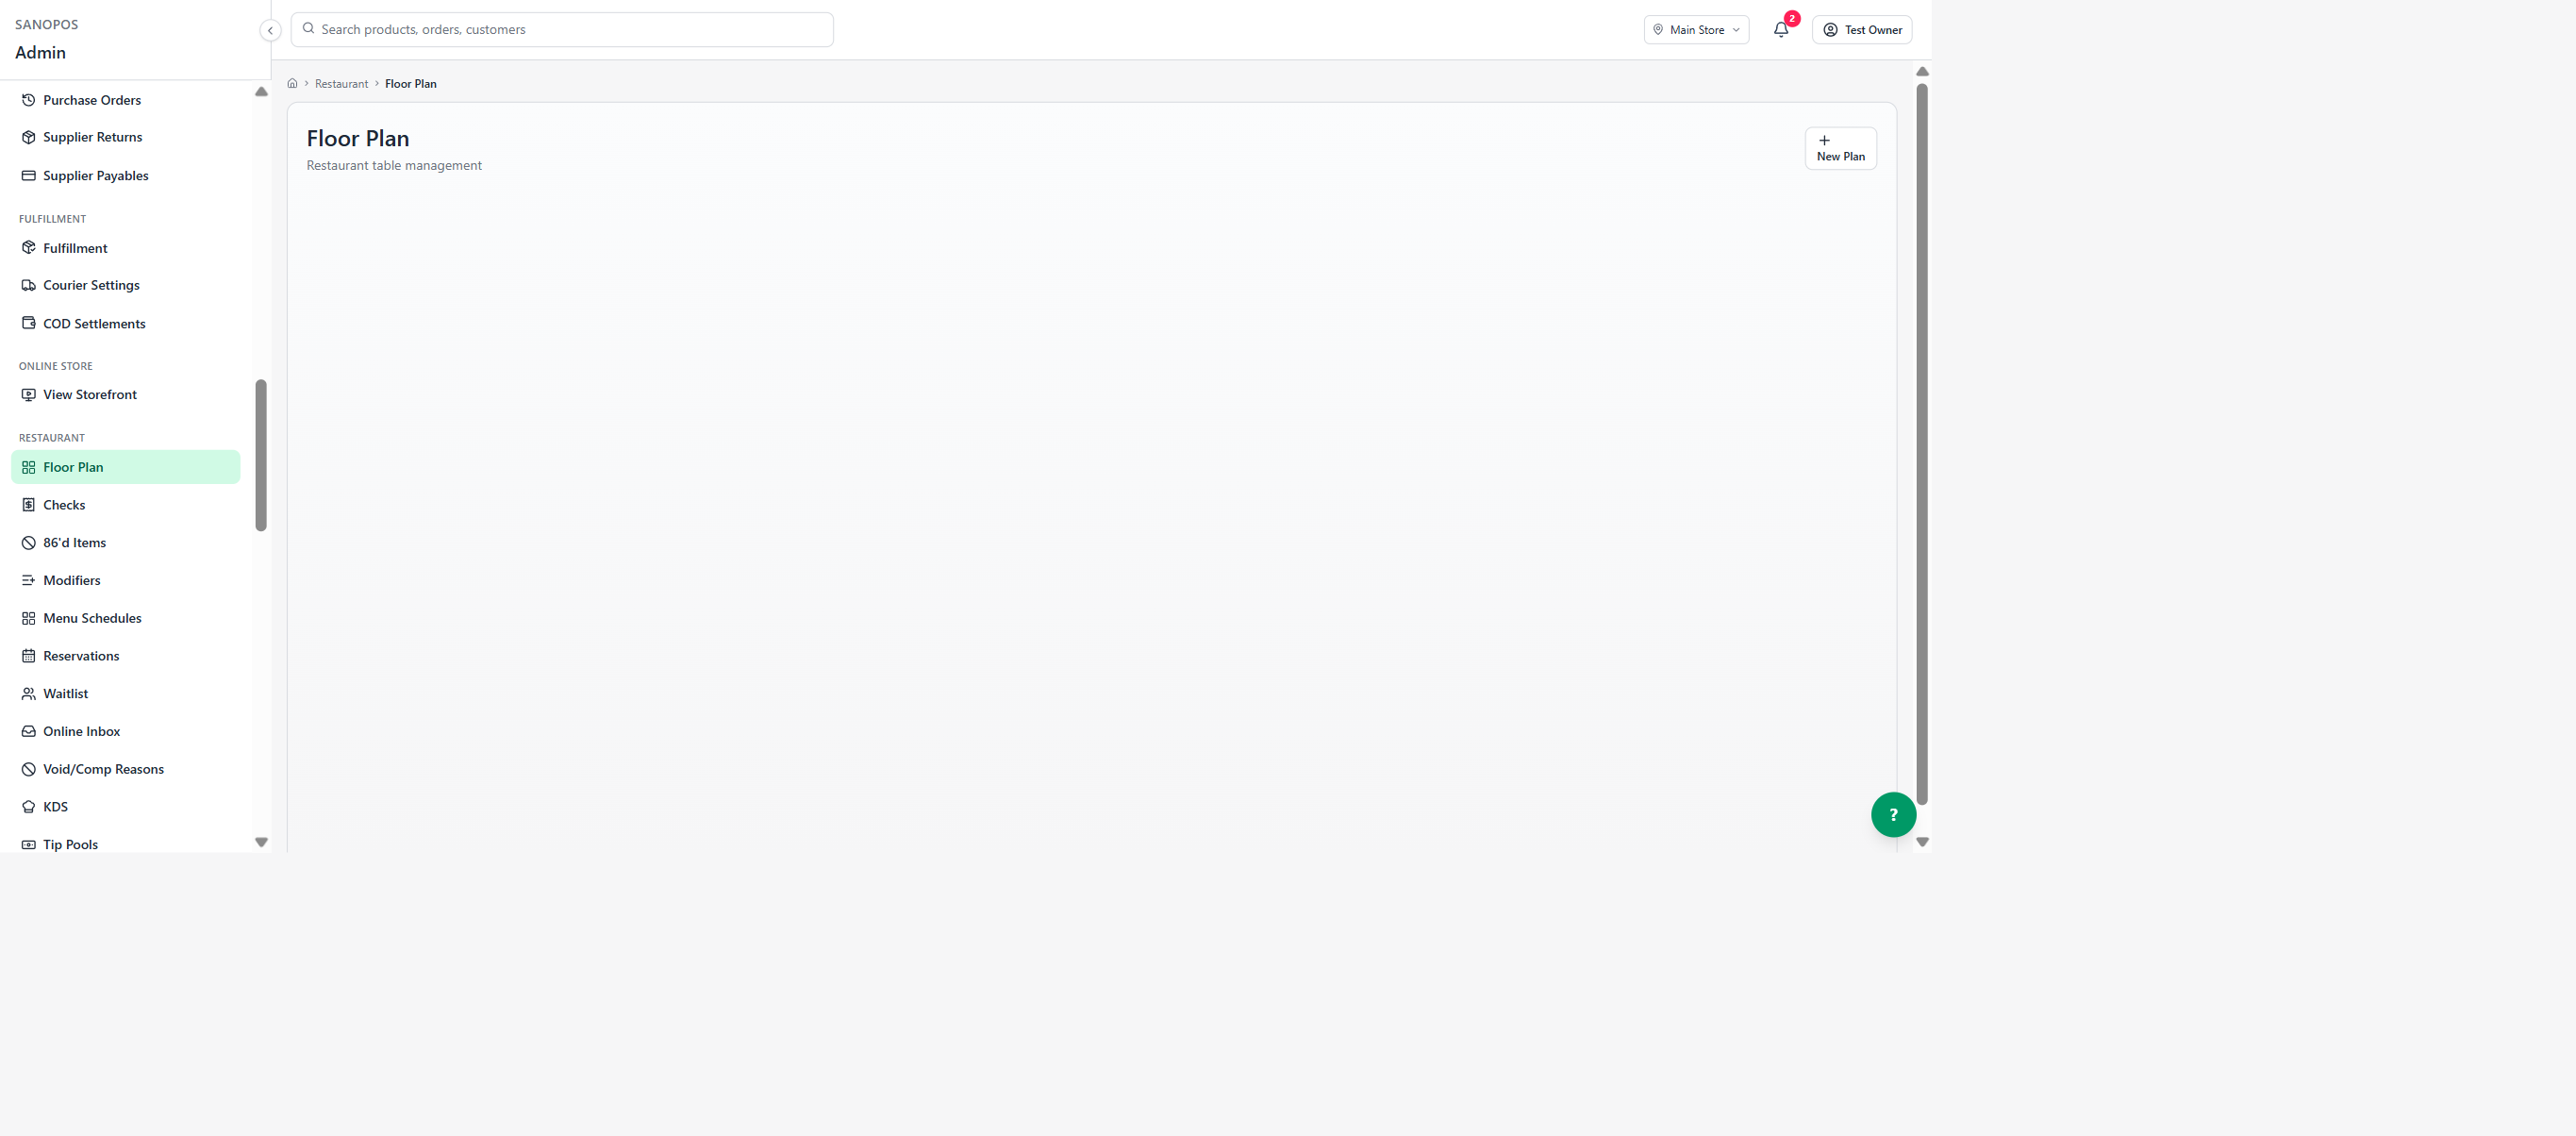 SANOPOS
Admin
Search products, orders, customers
Main Store
2
Test Owner
Restaurant
Floor Plan
Purchase Orders
Supplier Returns
Supplier Payables
FULFILLMENT
Fulfillment
Courier Settings
COD Settlements
ONLINE STORE
View Storefront
RESTAURANT
Floor Plan
Checks
86'd Items
Modifiers
Menu Schedules
Reservations
Waitlist
Online Inbox
Void/Comp Reasons
KDS
Tip Pools
Floor Plan
Restaurant table management
New Plan
?